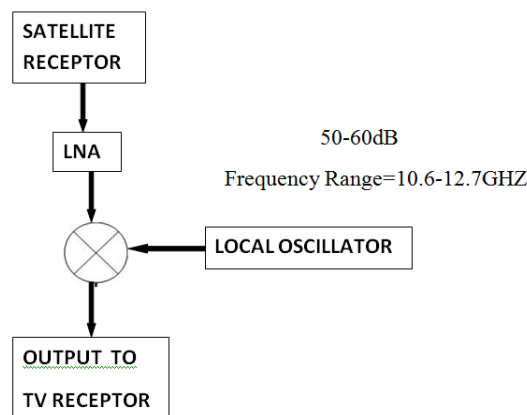 SATELLITE
RECEPTOR
LNA
50-60dB
Frequency Range=10.6-12.7GHZ
LOCAL OSCILLATOR
OUTPUT TO
TV RECEPTOR